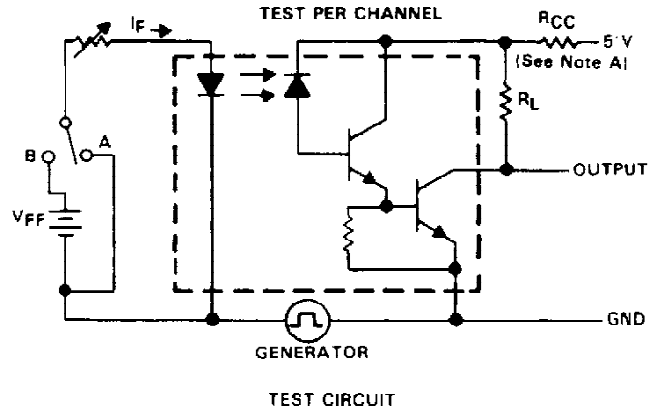 TEST PER CHANNEL
IF
RCC
5 V
(See Note A)
RL
A
B
OUTPUT
VFF
GND
GENERATOR
TEST CIRCUIT